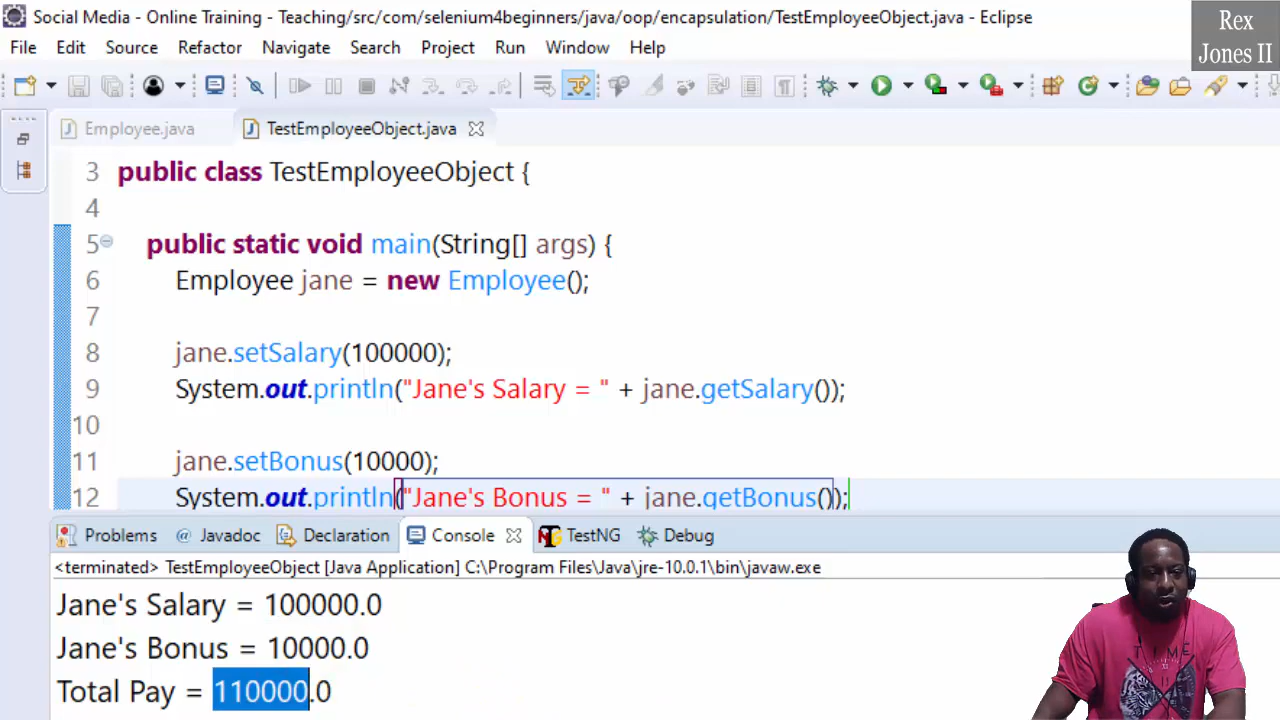 Social Media - Online Training - Teaching/src/com/selenium4beginners/java/oop/encapsulation/TestEmployeeObject.java - Eclipse
Rex
Jones II
File Edit Source Refactor Navigate Search Project Run Window Help
Employee.java TestEmployeeObject.java
3 public class TestEmployeeObject {
4
5 public static void main(String[] args) {
6 Employee jane = new Employee();
7
8 jane.setSalary(100000);
9 System.out.println("Jane's Salary = " + jane.getSalary());
10
11 jane.setBonus(10000);
12 System.out.println("Jane's Bonus = " + jane.getBonus());
Problems @ Javadoc Declaration Console TestNG Debug
<terminated> TestEmployeeObject [Java Application] C:\Program Files\Java\jre-10.0.1\bin\javaw.exe
Jane's Salary = 100000.0
Jane's Bonus = 10000.0
Total Pay = 110000.0
TIME